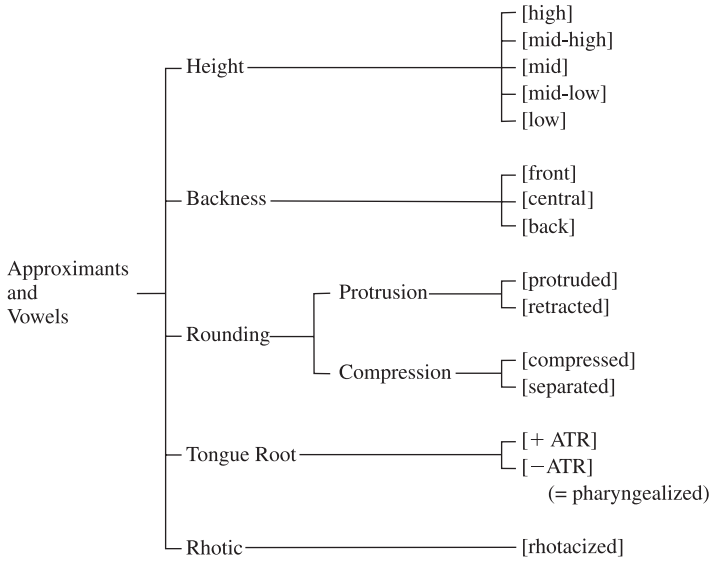 [high]
[mid-high]
Height
[mid]
[mid-low]
[low]
[front]
Backness
[central]
[back]
Approximants
and
Vowels
Protrusion
[protruded]
[retracted]
Rounding
Compression
[compressed]
[separated]
Tongue Root
[+ ATR]
[−ATR]
(= pharyngealized)
Rhotic
[rhotacized]